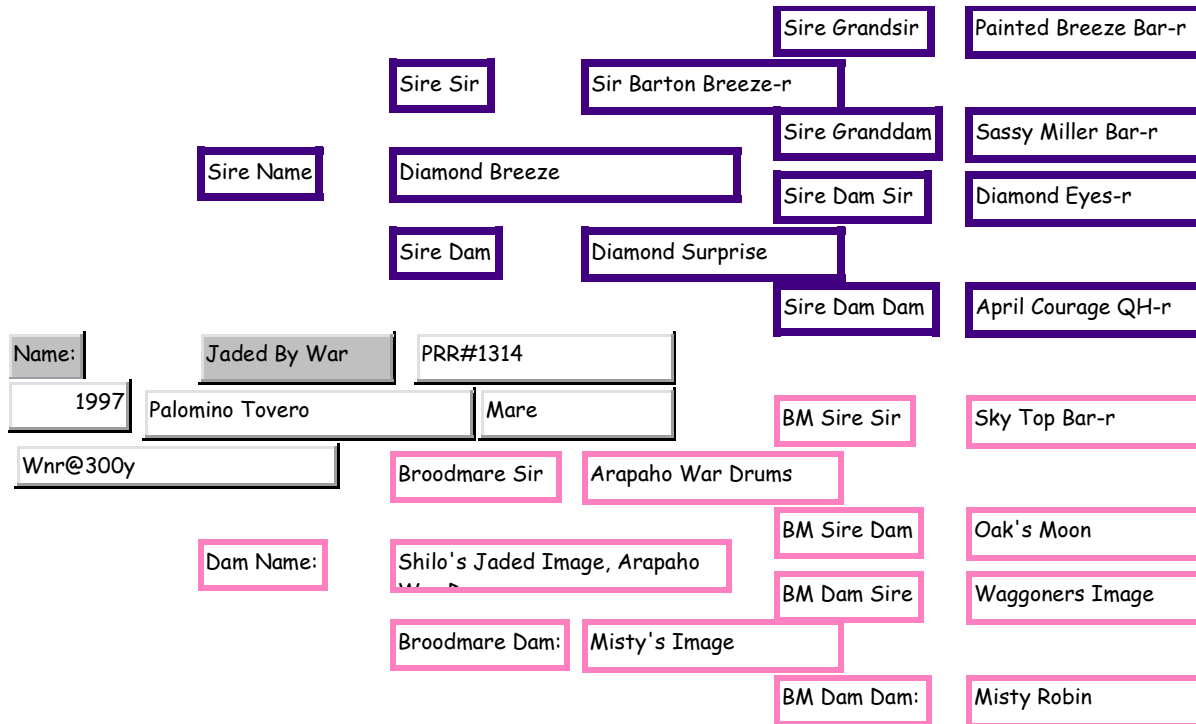 Sire Grandsir Painted Breeze Bar-r
Sire Sir Sir Barton Breeze-r
Sire Granddam Sassy Miller Bar-r
Sire Name Diamond Breeze
Sire Dam Sir Diamond Eyes-r
Sire Dam Diamond Surprise
Sire Dam Dam April Courage QH-r
Name: Jaded By War PRR#1314
1997 Palomino Tovero Mare
BM Sire Sir Sky Top Bar-r
Wnr@300y
Broodmare Sir Arapaho War Drums
BM Sire Dam Oak's Moon
Dam Name: Shilo's Jaded Image, Arapaho
BM Dam Sire Waggoners Image
Broodmare Dam: Misty's Image
BM Dam Dam: Misty Robin